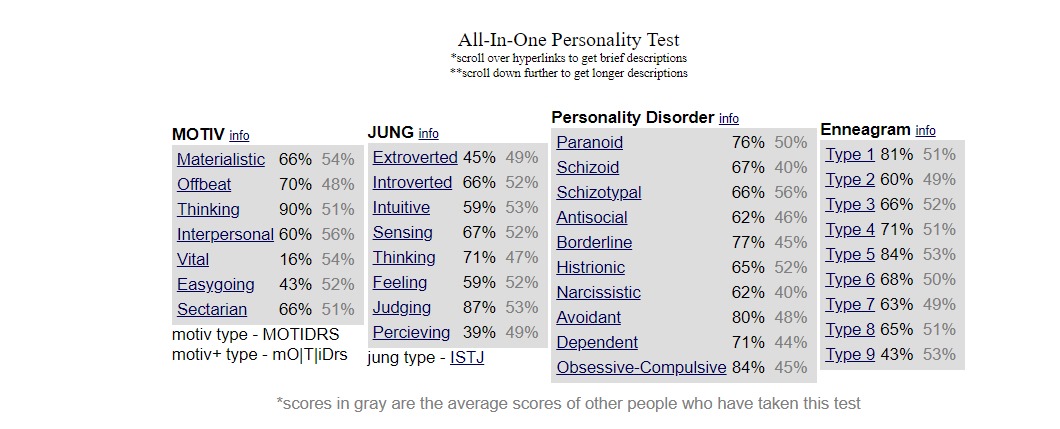 All-In-One Personality Test
*scroll over hyperlinks to get brief descriptions
**scroll down further to get longer descriptions
MOTIV info
Materialistic 66% 54%
Offbeat 70% 48%
Thinking 90% 51%
Interpersonal 60% 56%
Vital 16% 54%
Easygoing 43% 52%
Sectarian 66% 51%
motiv type - MOTIDRS
motiv+ type - mO|T|iDrs
JUNG info
Extroverted 45% 49%
Introverted 66% 52%
Intuitive 59% 53%
Sensing 67% 52%
Thinking 71% 47%
Feeling 59% 52%
Judging 87% 53%
Percieving 39% 49%
jung type - ISTJ
Personality Disorder info
Paranoid 76% 50%
Schizoid 67% 40%
Schizotypal 66% 56%
Antisocial 62% 46%
Borderline 77% 45%
Histrionic 65% 52%
Narcissistic 62% 40%
Avoidant 80% 48%
Dependent 71% 44%
Obsessive-Compulsive 84% 45%
Enneagram info
Type 1 81% 51%
Type 2 60% 49%
Type 3 66% 52%
Type 4 71% 51%
Type 5 84% 53%
Type 6 68% 50%
Type 7 63% 49%
Type 8 65% 51%
Type 9 43% 53%
*scores in gray are the average scores of other people who have taken this test